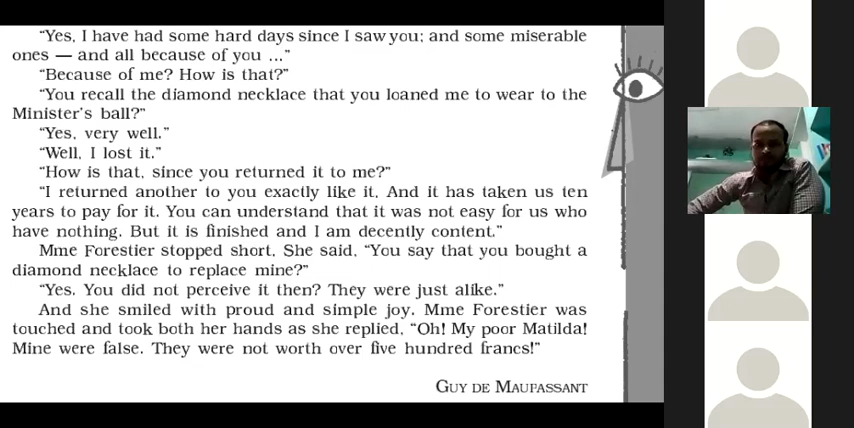 “Yes, I have had some hard days since I saw you; and some miserable
ones — and all because of you ...”
“Because of me? How is that?”
“You recall the diamond necklace that you loaned me to wear to the
Minister’s ball?”
“Yes, very well.”
“Well, I lost it.”
“How is that, since you returned it to me?”
“I returned another to you exactly like it. And it has taken us ten
years to pay for it. You can understand that it was not easy for us who
have nothing. But it is finished and I am decently content.”
Mme Forestier stopped short. She said, “You say that you bought a
diamond necklace to replace mine?”
“Yes. You did not perceive it then? They were just alike.”
And she smiled with proud and simple joy. Mme Forestier was
touched and took both her hands as she replied, “Oh! My poor Matilda!
Mine were false. They were not worth over five hundred francs!”
GUY DE MAUPASSANT